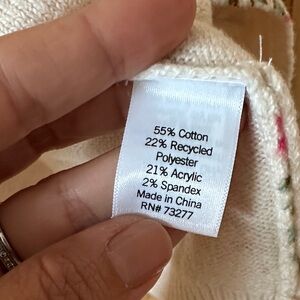 55% Cotton
22% Recycled
Polyester
21% Acrylic
2% Spandex
Made in China
RN# 73277